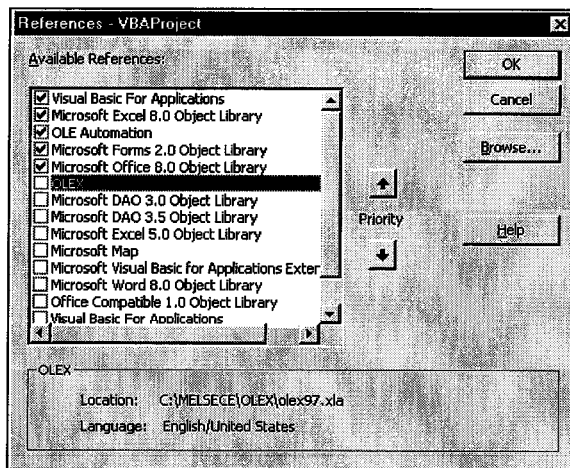 References - VBAProject
Available References:
Visual Basic For Applications
Microsoft Excel 8.0 Object Library
OLE Automation
Microsoft Forms 2.0 Object Library
Microsoft Office 8.0 Object Library
OLEX
Microsoft DAO 3.0 Object Library
Microsoft DAO 3.5 Object Library
Microsoft Excel 5.0 Object Library
Microsoft Map
Microsoft Visual Basic for Applications Exter
Microsoft Word 8.0 Object Library
Office Compatible 1.0 Object Library
Visual Basic For Applications
Priority
OK
Cancel
Browse...
Help
OLEX
Location: C:\MELSECE\OLEX\olex97.xla
Language: English/United States